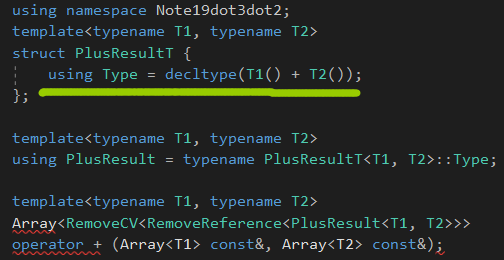 using namespace Note19dot3dot2;
template<typename T1, typename T2>
struct PlusResultT {
    using Type = decltype(T1() + T2());
};
template<typename T1, typename T2>
using PlusResult = typename PlusResultT<T1, T2>::Type;
template<typename T1, typename T2>
Array<RemoveCV<RemoveReference<PlusResult<T1, T2>>>
operator + (Array<T1> const&, Array<T2> const&);